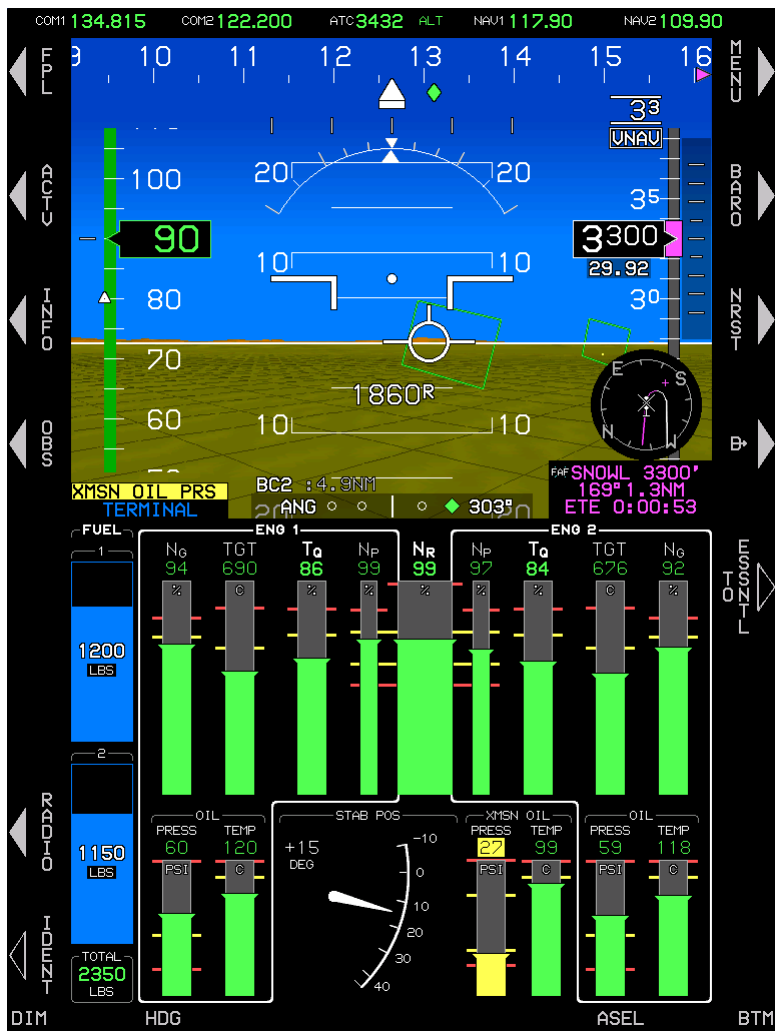 COM1 134.815 COM2 122.200 ATC 3432 ALT NAV1 117.90 NAV2 109.90
FPL
MENU
9 10 11 12 13 14 15 16
33
VNAV
ACTV
BARO
100 20 20 35
90 3300
29.92
10 10
INFO
NRST
80 30
70
E S
N W
1860R
OBS
D
60 10 10
FAF SNOWL 3300'
169° 1.3NM
ETE 0:00:53
XMSN OIL PRS
TERMINAL
BC2 :4.9NM
20 ANG 303° 20
FUEL
ENG 1
ENG 2
1
NG TGT TQ NP NR NP TQ TGT NG
94 690 86 99 99 97 84 676 92
% C % % % % % C %
ESSNTL
TO
1200
LBS
2
RADIO
1150
LBS
OIL
PRESS TEMP
60 120
PSI C
STAB POS
+15
DEG
-10
0
10
20
30
40
XMSN OIL
PRESS TEMP
27 99
PSI C
OIL
PRESS TEMP
59 118
PSI C
IDENT
TOTAL
2350
LBS
DIM HDG ASEL BTM